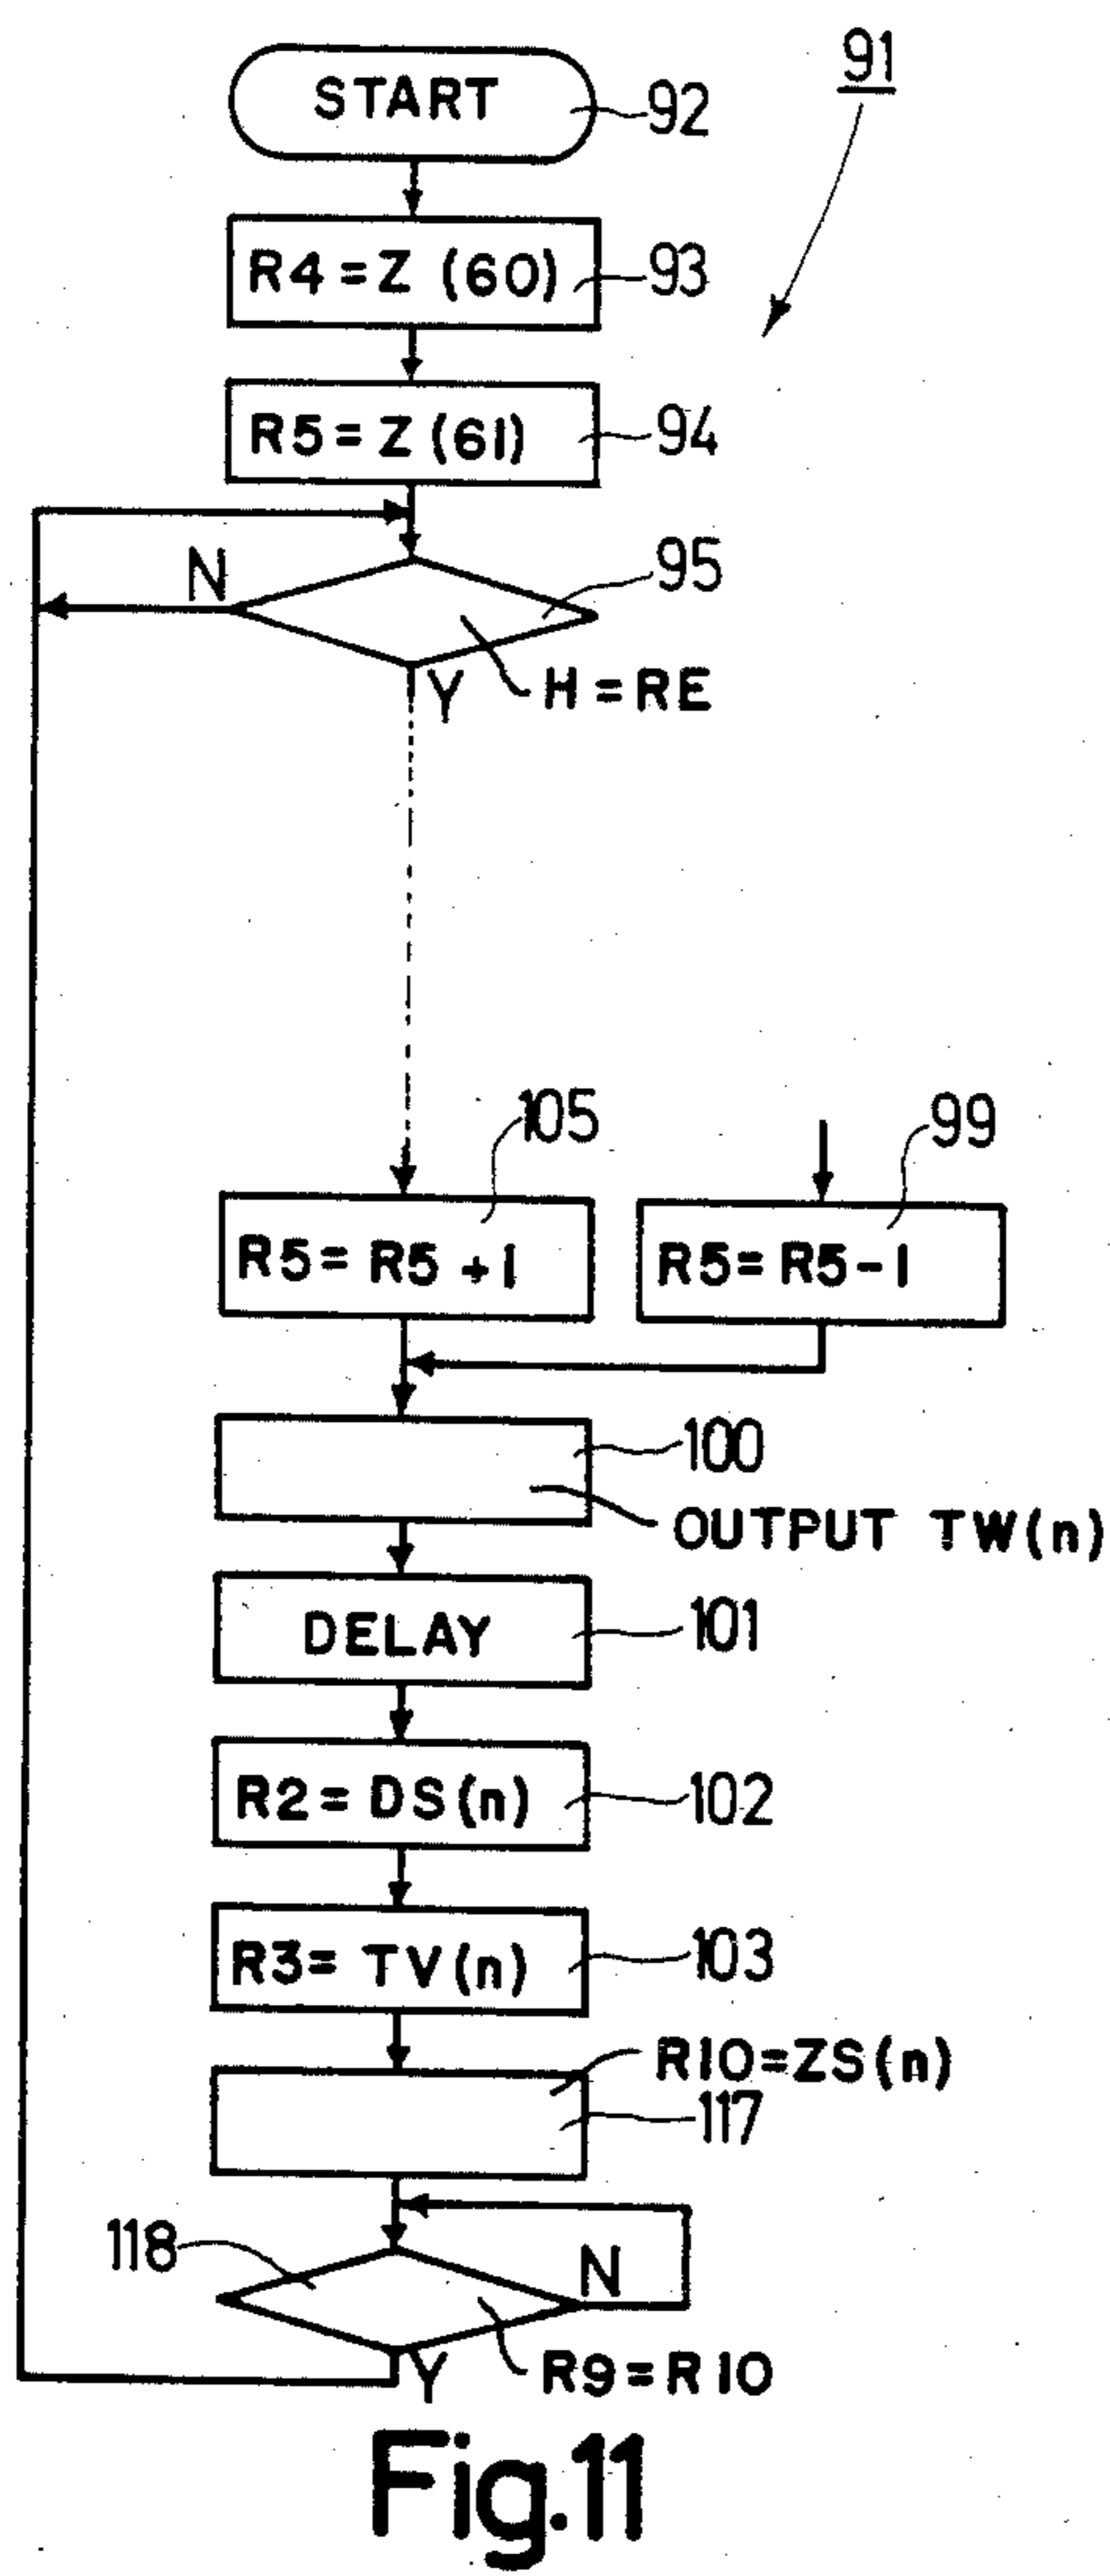 91
START
92
R4 = Z (60)
93
R5 = Z (61)
94
N
95
Y
H = RE
105
99
R5 = R5 + 1
R5 = R5 - 1
100
OUTPUT TW(n)
DELAY
101
R2 = DS(n)
102
R3 = TV(n)
103
R10 = ZS(n)
117
118
N
Y
R9 = R10
Fig.11